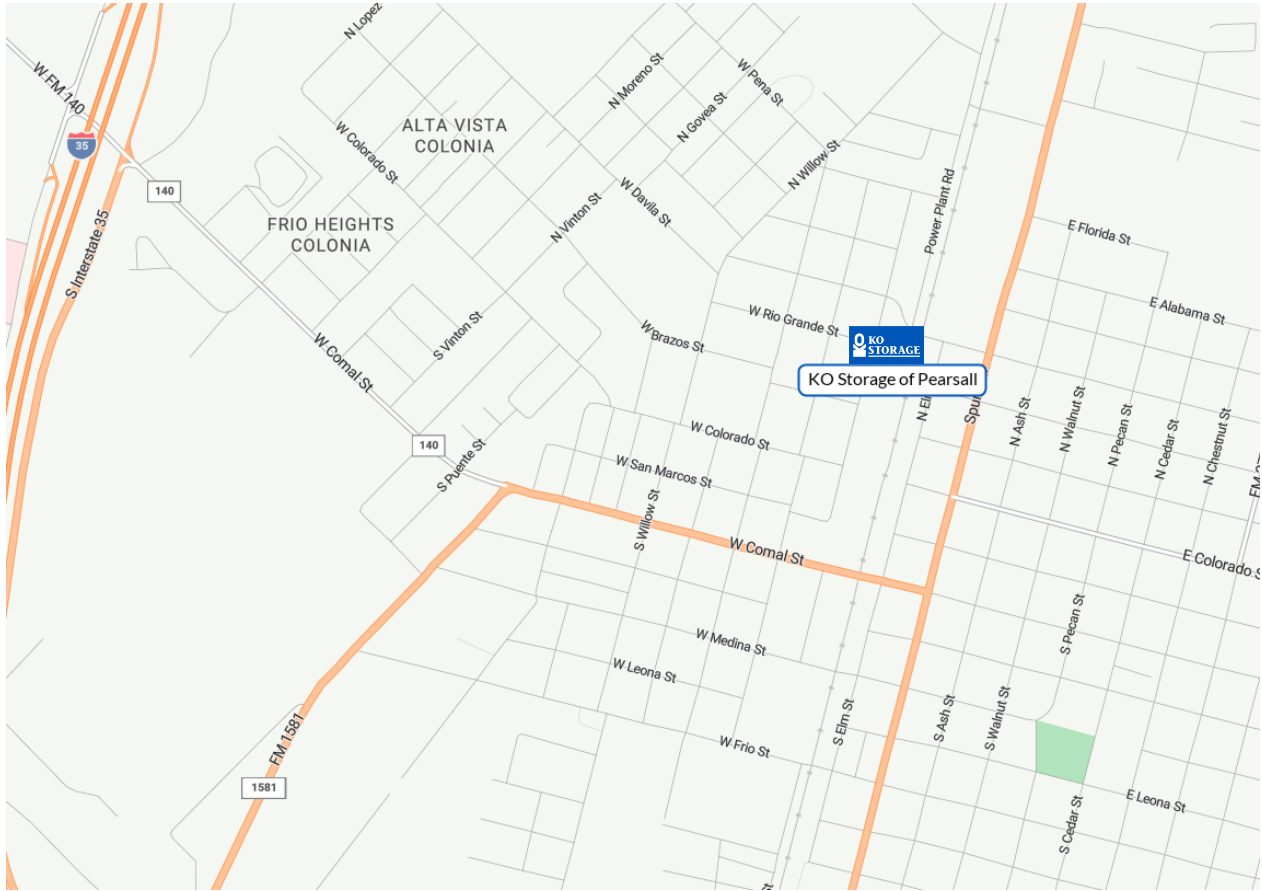 N Lopez
W FM 140
35
140
S Interstate 35
W Colorado St
ALTA VISTA
COLONIA
FRIO HEIGHTS
COLONIA
N Moreno St
W Pena St
N Govea St
N Willow St
W Davila St
N Vinton St
Power Plant Rd
E Florida St
E Alabama St
W Rio Grande St
KO
STORAGE
KO Storage of Pearsall
W Brazos St
S Vinton St
W Comal St
140
S Puente St
W Colorado St
W San Marcos St
S Willow St
W Comal St
N Ash St
N Walnut St
N Pecan St
N Cedar St
N Chestnut St
E Colorado S
S Pecan St
W Medina St
W Leona St
W Frio St
S Elm St
S Ash St
S Walnut St
FM 1581
1581
E Leona St
S Cedar St